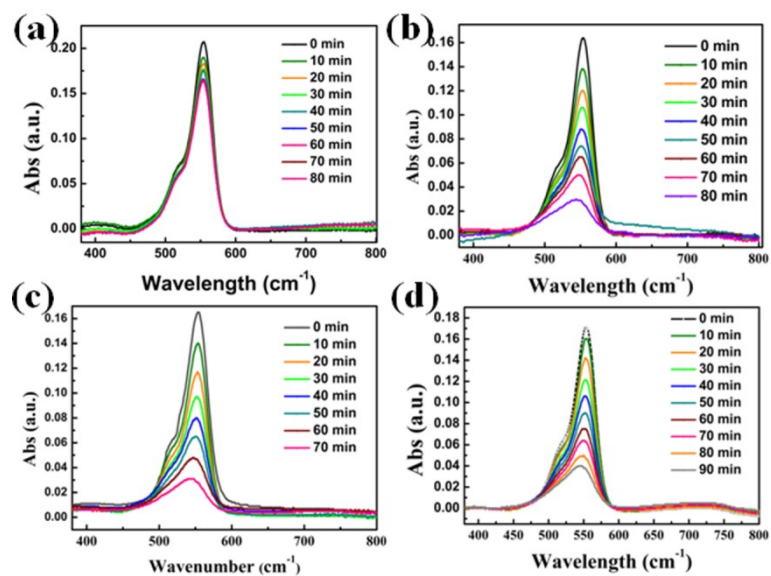 (a)
Abs (a.u.)
0.20
0.15
0.10
0.05
0.00
400 500 600 700 800
Wavelength (cm⁻¹)
0 min
10 min
20 min
30 min
40 min
50 min
60 min
70 min
80 min
(b)
Abs (a.u.)
0.16
0.14
0.12
0.10
0.08
0.06
0.04
0.02
0.00
400 500 600 700 800
Wavelength (cm⁻¹)
0 min
10 min
20 min
30 min
40 min
50 min
60 min
70 min
80 min
(c)
Abs (a.u.)
0.16
0.14
0.12
0.10
0.08
0.06
0.04
0.02
0.00
400 500 600 700 800
Wavenumber (cm⁻¹)
0 min
10 min
20 min
30 min
40 min
50 min
60 min
70 min
(d)
Abs (a.u.)
0.18
0.16
0.14
0.12
0.10
0.08
0.06
0.04
0.02
0.00
400 450 500 550 600 650 700 750 800
Wavelength (cm⁻¹)
0 min
10 min
20 min
30 min
40 min
50 min
60 min
70 min
80 min
90 min